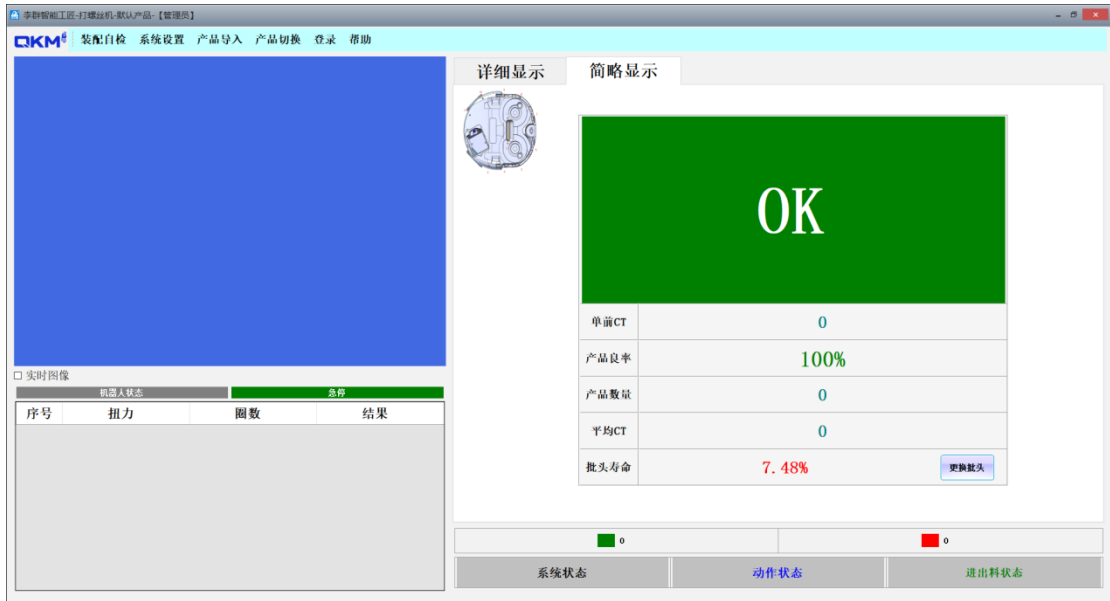 李群智能工匠-打螺丝机-默认产品-【管理员】
QKM 装配自检 系统设置 产品导入 产品切换 登录 帮助
详细显示 简略显示
OK
单前CT 0
产品良率 100%
产品数量 0
平均CT 0
批头寿命 7.48% 更换批头
实时图像
机器人状态 急停
序号 扭力 圈数 结果
0 0
系统状态 动作状态 进出料状态